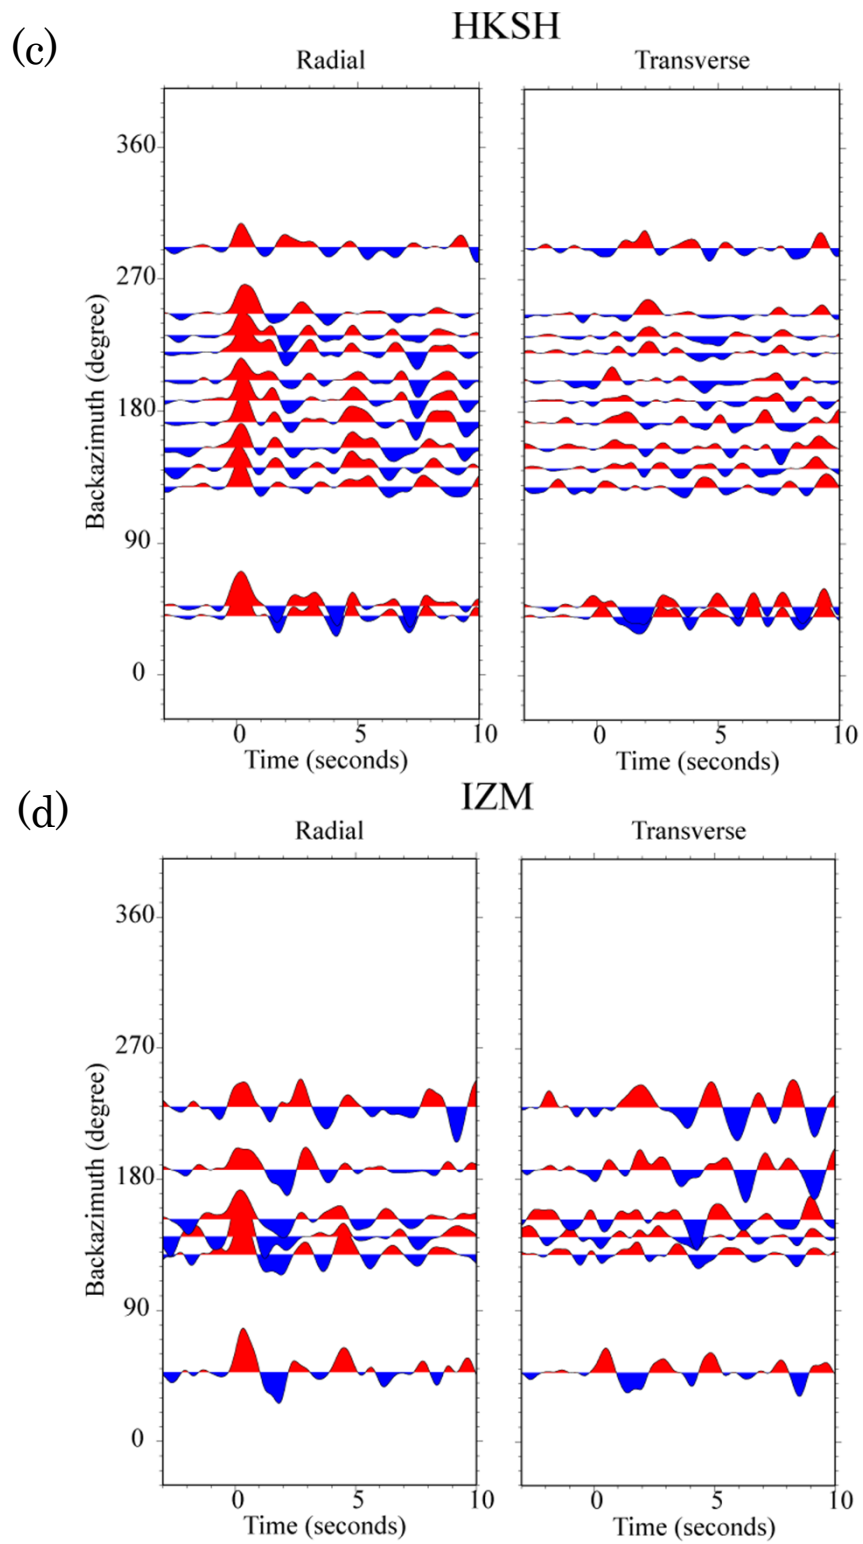 (c)
HKSH
Radial Transverse
360
270
180
90
0
Backazimuth (degree)
0 5 10 0 5 10
Time (seconds) Time (seconds)
(d)
IZM
Radial Transverse
360
270
180
90
0
Backazimuth (degree)
0 5 10 0 5 10
Time (seconds) Time (seconds)